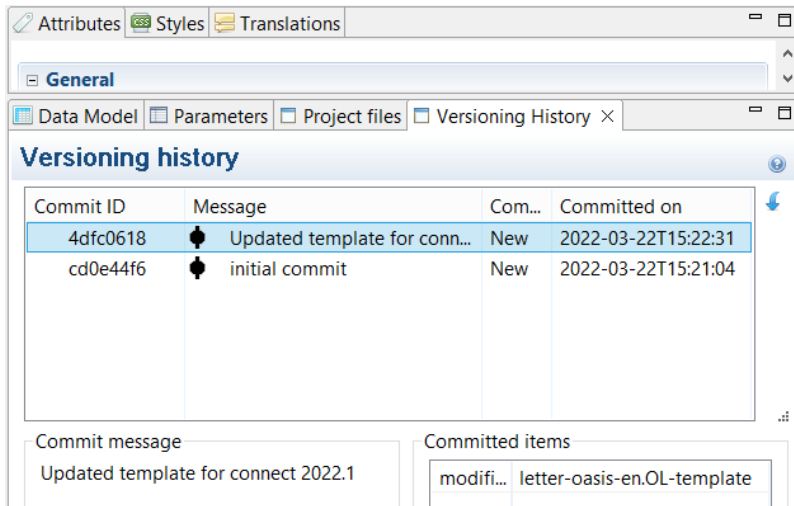 Attributes Styles Translations
General
Data Model Parameters Project files Versioning History
Versioning history
Commit ID Message Com... Committed on
4dfc0618 Updated template for conn... New 2022-03-22T15:22:31
cd0e44f6 initial commit New 2022-03-22T15:21:04
Commit message Committed items
Updated template for connect 2022.1 modifi... letter-oasis-en.OL-template